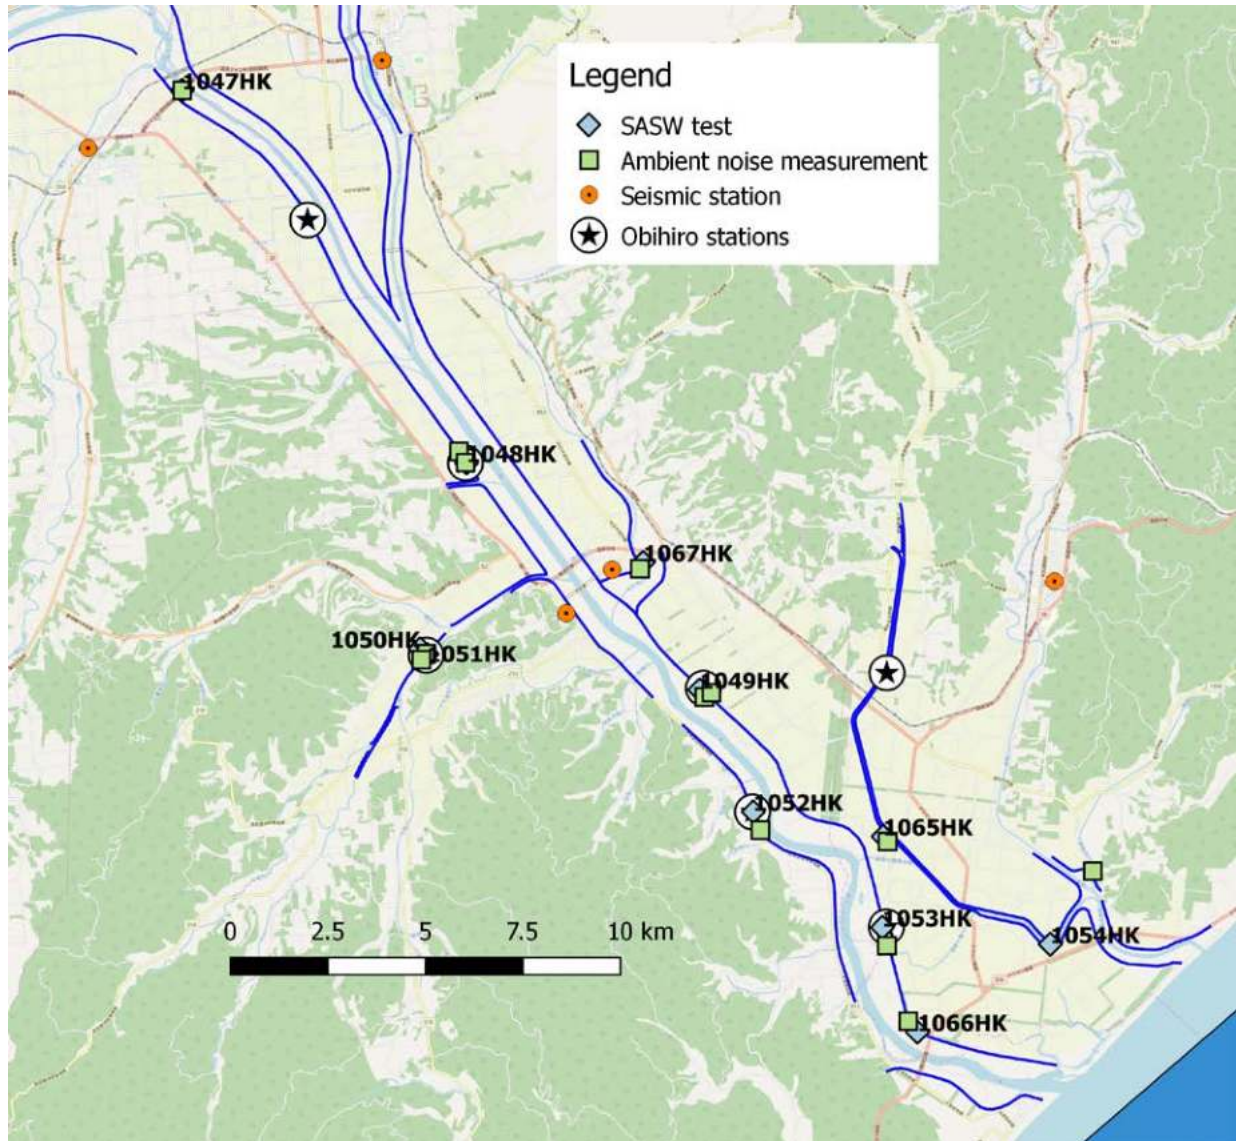 1047HK
Legend
SASW test
Ambient noise measurement
Seismic station
Obihiro stations
1048HK
1067HK
1050HK
1051HK
1049HK
1052HK
1065HK
1053HK
1054HK
0 2.5 5 7.5 10 km
1066HK